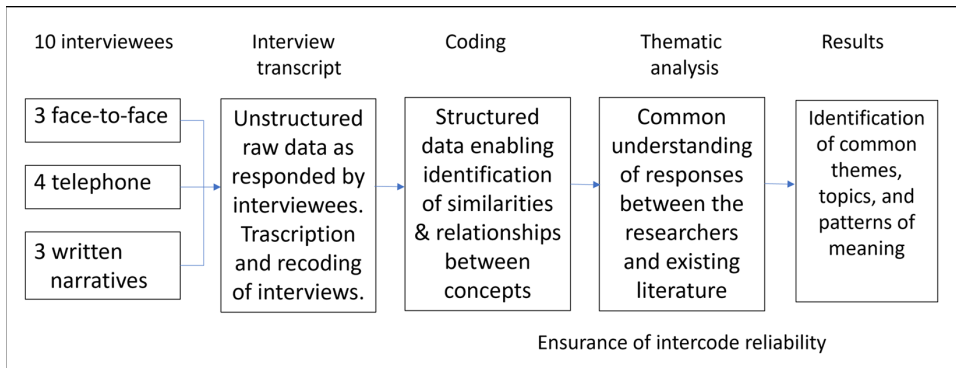 10 interviewees
3 face-to-face
4 telephone
3 written
narratives
Interview
transcript
Unstructured
raw data as
responded by
interviewees.
Trascription
and recoding
of interviews.
Coding
Structured
data enabling
identification
of similarities
& relationships
between
concepts
Thematic
analysis
Common
understanding
of responses
between the
researchers
and existing
literature
Results
Identification
of common
themes,
topics, and
patterns of
meaning
Ensurance of intercode reliability